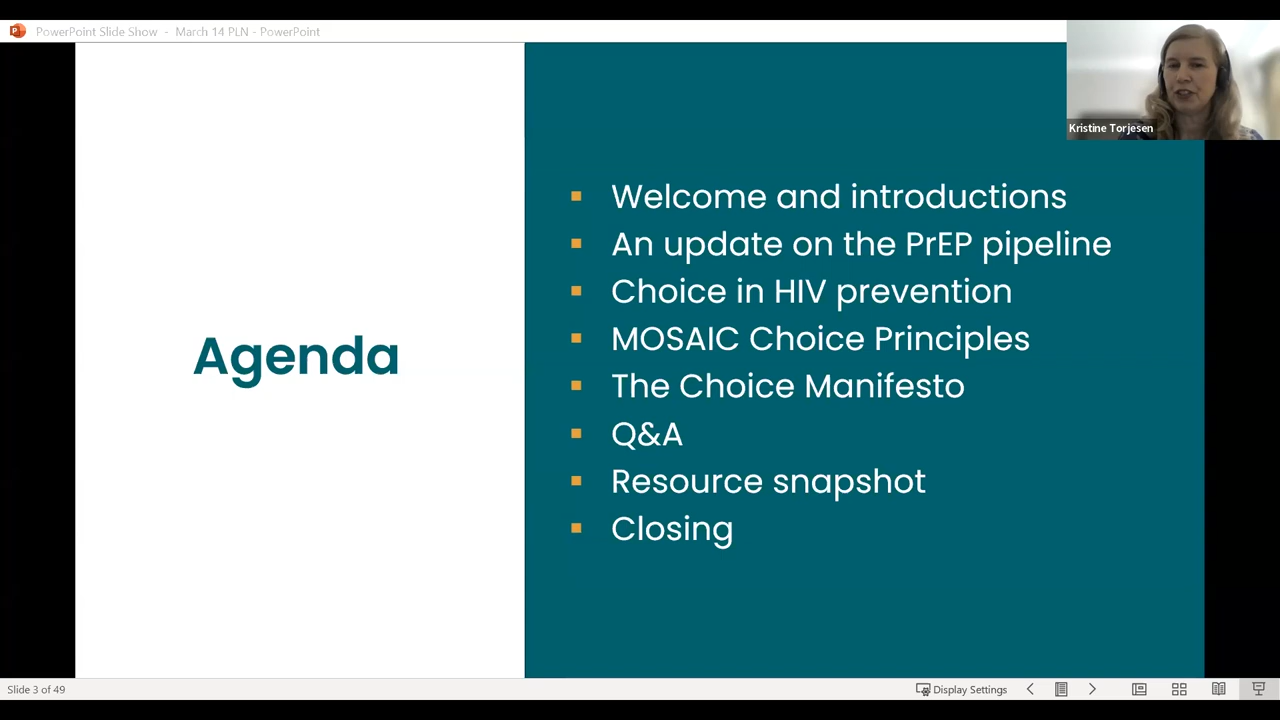 PowerPoint Slide Show - March 14 PLN - PowerPoint
Kristine Torjesen
Agenda
Welcome and introductions
An update on the PrEP pipeline
Choice in HIV prevention
MOSAIC Choice Principles
The Choice Manifesto
Q&A
Resource snapshot
Closing
Slide 3 of 49
Display Settings